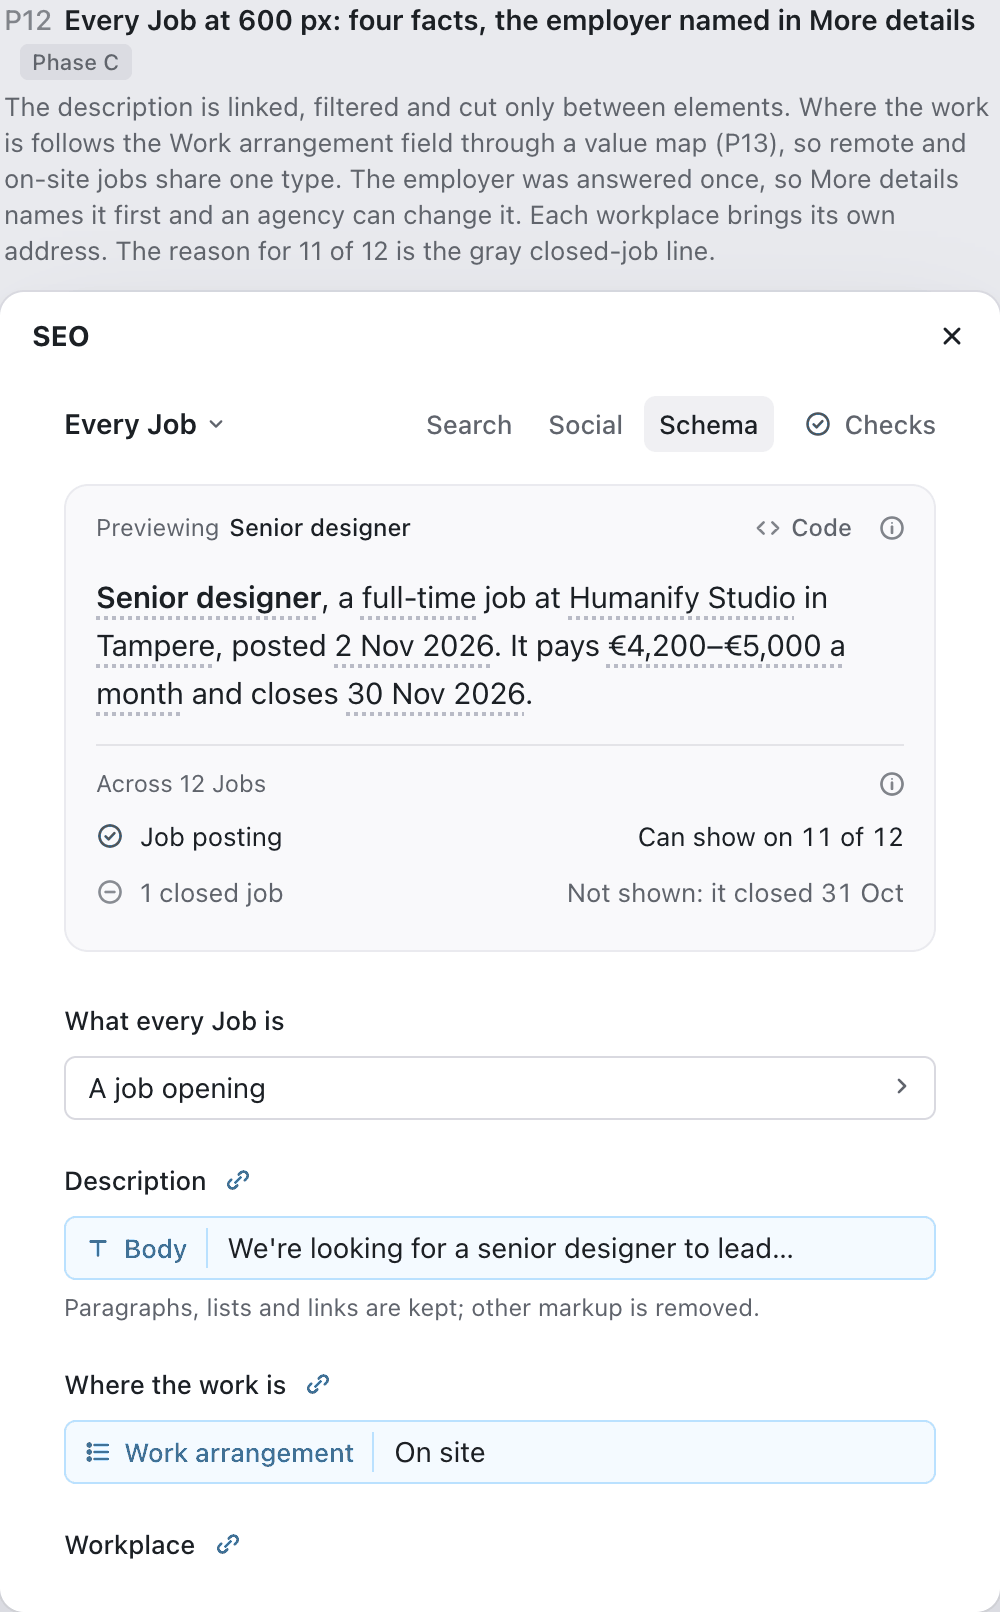 P12 Every Job at 600 px: four facts, the employer named in More details
Phase C
The description is linked, filtered and cut only between elements. Where the work
is follows the Work arrangement field through a value map (P13), so remote and
on-site jobs share one type. The employer was answered once, so More details
names it first and an agency can change it. Each workplace brings its own
address. The reason for 11 of 12 is the gray closed-job line.
SEO
Every Job Search Social Schema Checks
Previewing Senior designer Code
Senior designer, a full-time job at Humanify Studio in
Tampere, posted 2 Nov 2026. It pays €4,200–€5,000 a
month and closes 30 Nov 2026.
Across 12 Jobs
Job posting Can show on 11 of 12
1 closed job Not shown: it closed 31 Oct
What every Job is
A job opening
Description
Body We're looking for a senior designer to lead...
Paragraphs, lists and links are kept; other markup is removed.
Where the work is
Work arrangement On site
Workplace